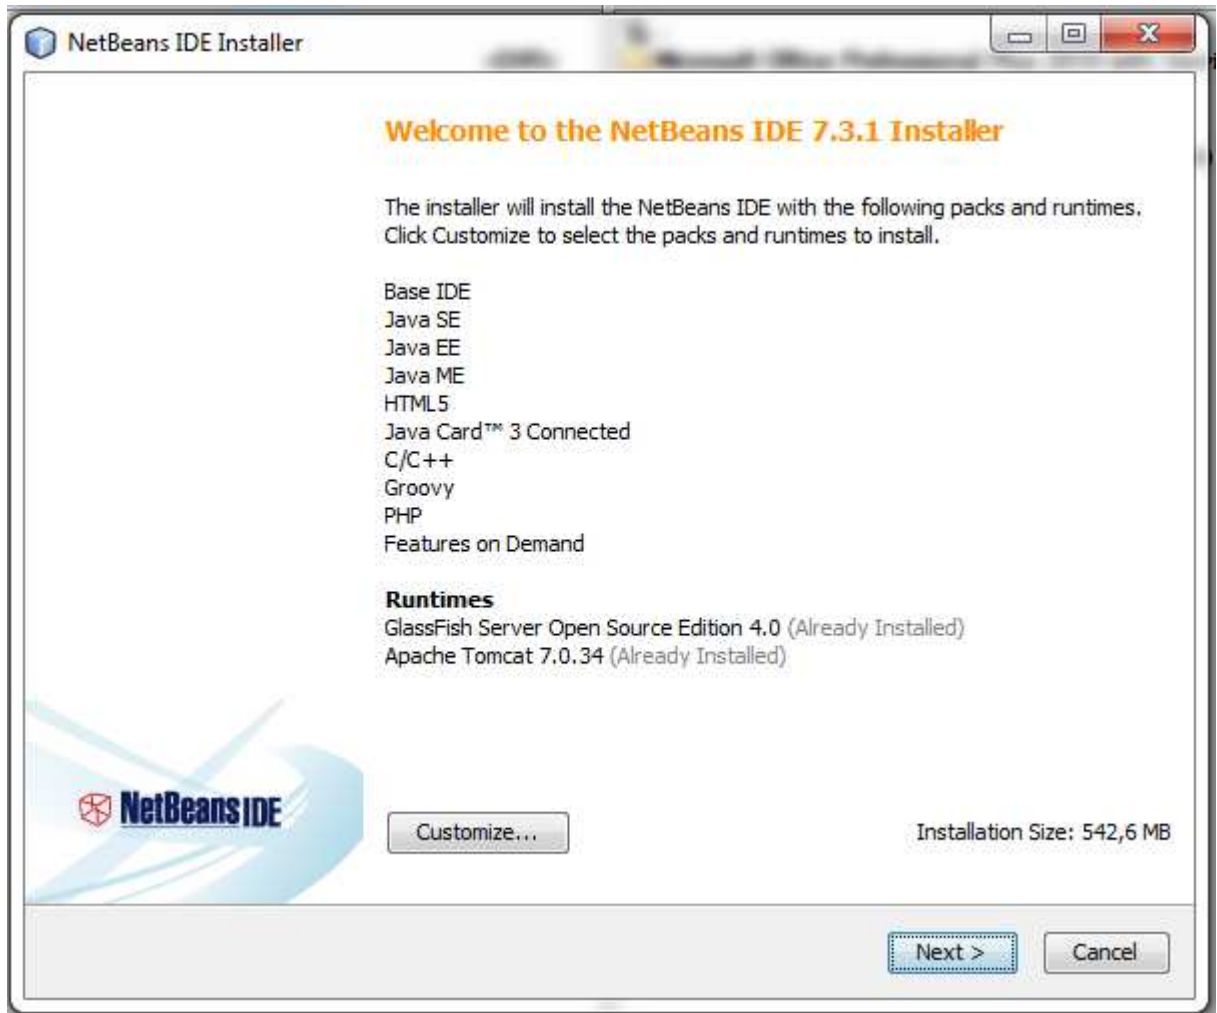 NetBeans IDE Installer
Welcome to the NetBeans IDE 7.3.1 Installer
The installer will install the NetBeans IDE with the following packs and runtimes.
Click Customize to select the packs and runtimes to install.
Base IDE
Java SE
Java EE
Java ME
HTML5
Java Card™ 3 Connected
C/C++
Groovy
PHP
Features on Demand
Runtimes
GlassFish Server Open Source Edition 4.0 (Already Installed)
Apache Tomcat 7.0.34 (Already Installed)
NetBeans IDE
Customize...
Installation Size: 542,6 MB
Next >
Cancel